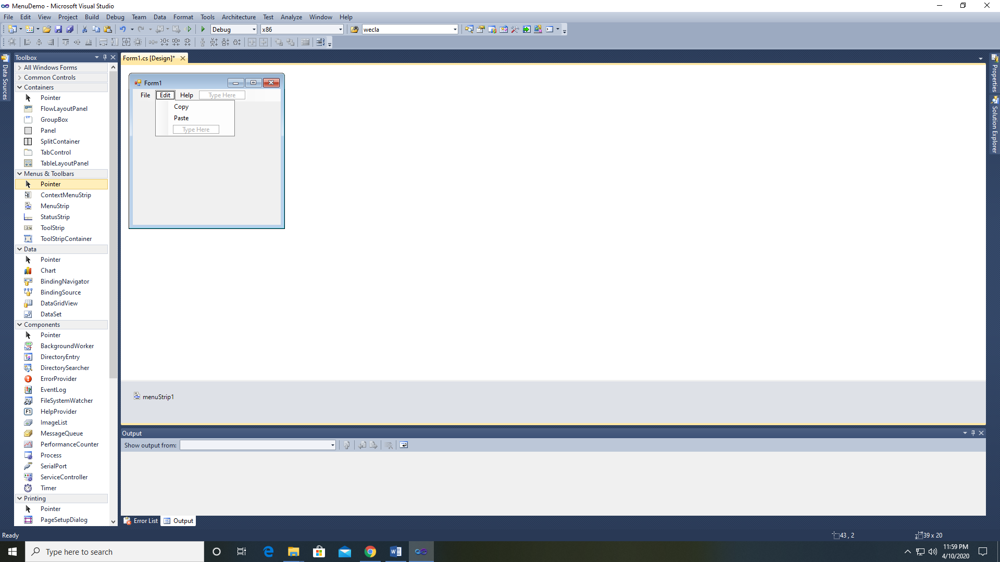 MenuDemo - Microsoft Visual Studio
File Edit View Project Build Debug Team Data Format Tools Architecture Test Analyze Window Help
Debug x86 wecla
Data Sources
Toolbox
All Windows Forms
Common Controls
Containers
Pointer
FlowLayoutPanel
GroupBox
Panel
SplitContainer
TabControl
TableLayoutPanel
Menus & Toolbars
Pointer
ContextMenuStrip
MenuStrip
StatusStrip
ToolStrip
ToolStripContainer
Data
Pointer
Chart
BindingNavigator
BindingSource
DataGridView
DataSet
Components
Pointer
BackgroundWorker
DirectoryEntry
DirectorySearcher
ErrorProvider
EventLog
FileSystemWatcher
HelpProvider
ImageList
MessageQueue
PerformanceCounter
Process
SerialPort
ServiceController
Timer
Printing
Pointer
PageSetupDialog
Form1.cs [Design]*
Form1
File Edit Help Type Here
Copy
Paste
Type Here
menuStrip1
Properties
Solution Explorer
Output
Show output from:
Error List Output
Ready 43 , 2 39 x 20
Type here to search
11:59 PM
4/10/2020